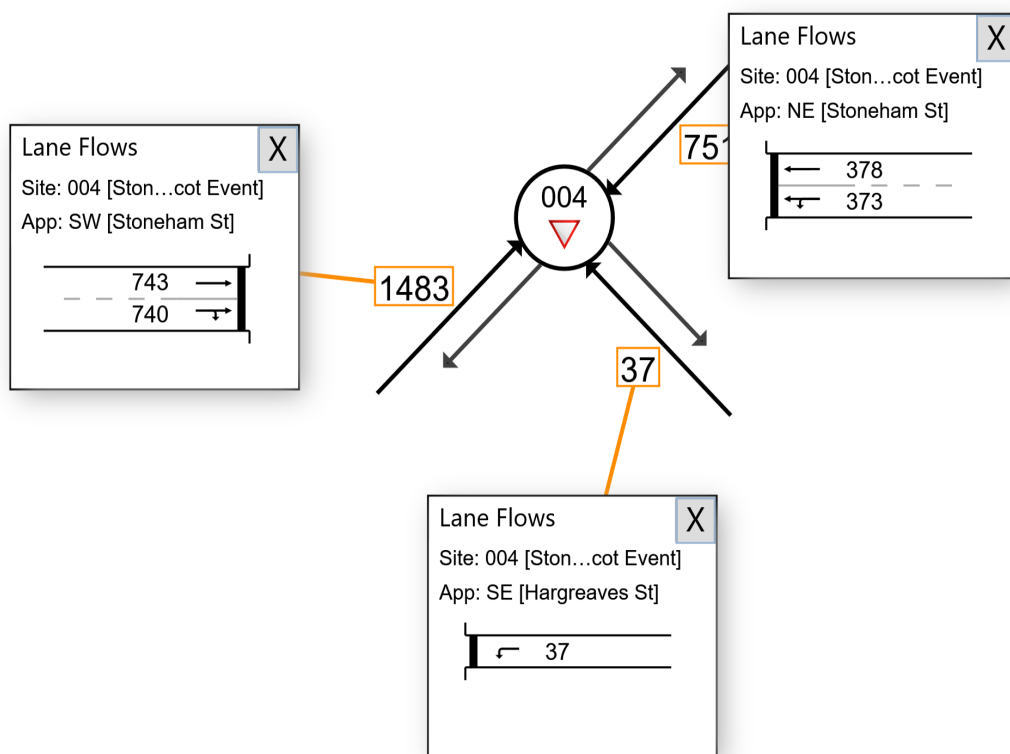 Lane Flows
X
Site: 004 [Ston…cot Event]
App: NE [Stoneham St]
378
373
Lane Flows
X
Site: 004 [Ston…cot Event]
App: SW [Stoneham St]
743
740
004
1483
37
Lane Flows
X
Site: 004 [Ston…cot Event]
App: SE [Hargreaves St]
37